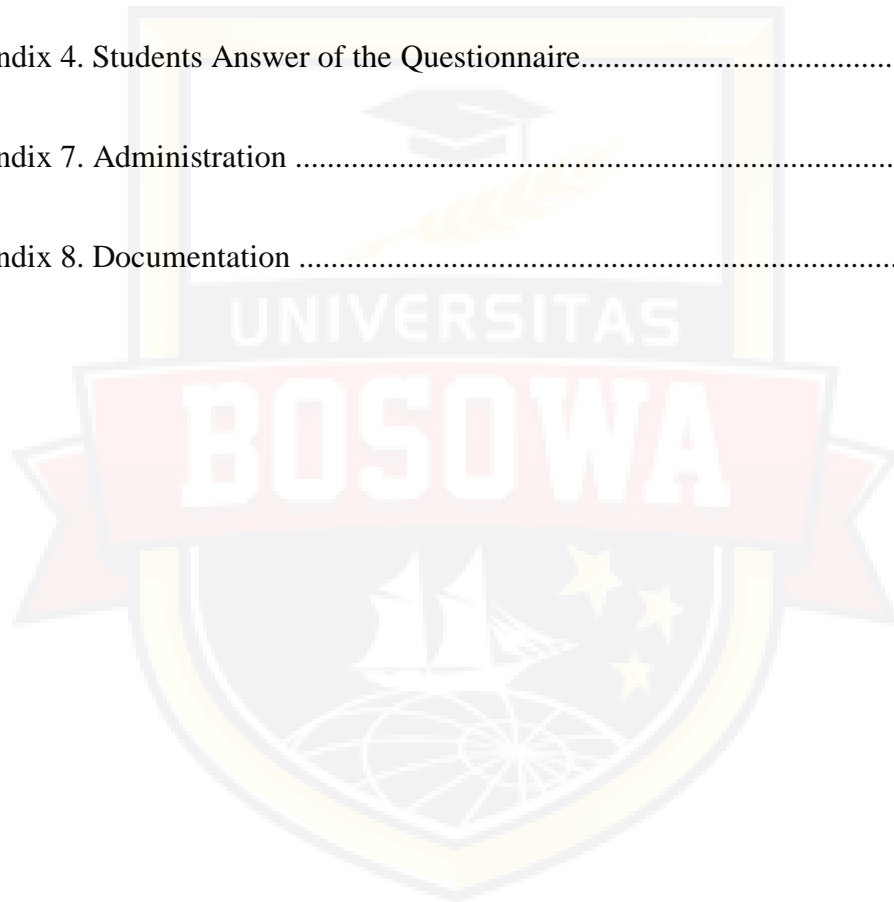 ndix 4. Students Answer of the Questionnaire........................................
ndix 7. Administration ...........................................................................
ndix 8. Documentation ..........................................................................
UNIVERSITAS
BOSOWA